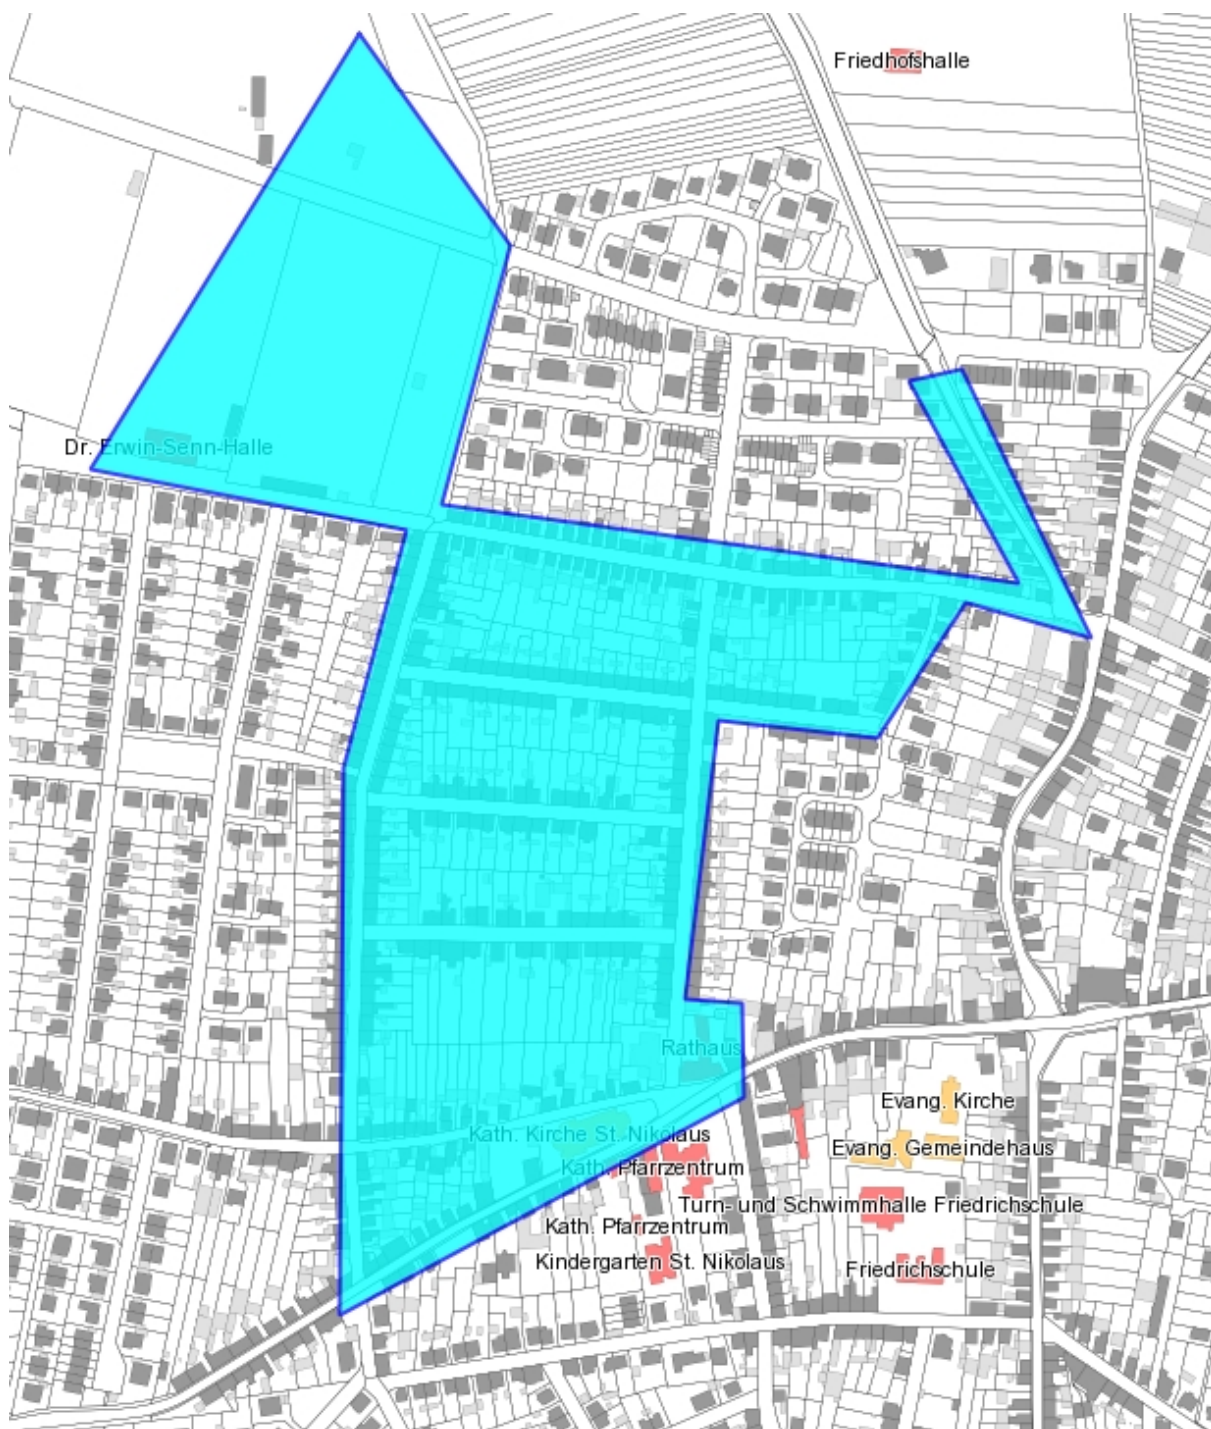 Friedhofshalle
Dr. Erwin-Senn-Halle
Rathaus
Evang. Kirche
Kath. Kirche St. Nikolaus
Evang. Gemeindehaus
Kath. Pfarrzentrum
Turn- und Schwimmhalle Friedrichschule
Kath. Pfarrzentrum
Kindergarten St. Nikolaus
Friedrichschule